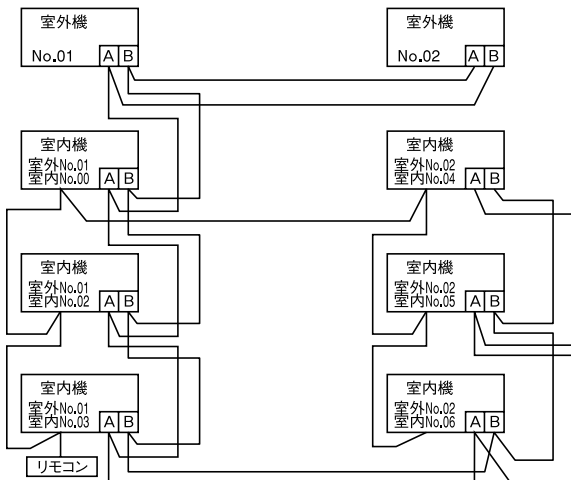 室外機
No.01
A B
室外機
No.02
A B
室内機
室外No.01
室内No.00
A B
室内機
室外No.02
室内No.04
A B
室内機
室外No.01
室内No.02
A B
室内機
室外No.02
室内No.05
A B
室内機
室外No.01
室内No.03
A B
リモコン
室内機
室外No.02
室内No.06
A B